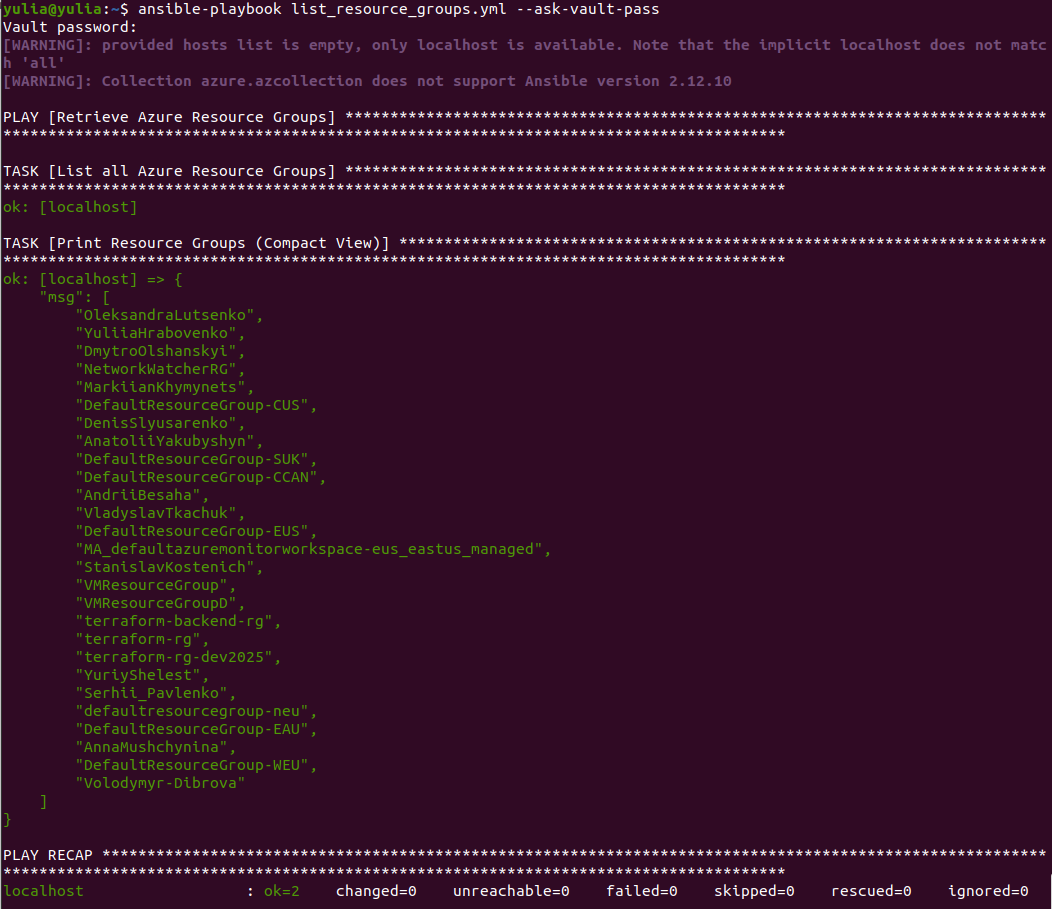 yulia@yulia:~$ ansible-playbook list_resource_groups.yml --ask-vault-pass
Vault password:
[WARNING]: provided hosts list is empty, only localhost is available. Note that the implicit localhost does not matc
h 'all'
[WARNING]: Collection azure.azcollection does not support Ansible version 2.12.10
PLAY [Retrieve Azure Resource Groups] ******************************************************************************
***************************************************************************************
TASK [List all Azure Resource Groups] ******************************************************************************
***************************************************************************************
ok: [localhost]
TASK [Print Resource Groups (Compact View)] ************************************************************************
***************************************************************************************
ok: [localhost] => {
    "msg": [
        "OleksandraLutsenko",
        "YuliiaHrabovenko",
        "DmytroOlshanskyi",
        "NetworkWatcherRG",
        "MarkiianKhymynets",
        "DefaultResourceGroup-CUS",
        "DenisSlyusarenko",
        "AnatoliiYakubyshyn",
        "DefaultResourceGroup-SUK",
        "DefaultResourceGroup-CCAN",
        "AndriiBesaha",
        "VladyslavTkachuk",
        "DefaultResourceGroup-EUS",
        "MA_defaultazuremonitorworkspace-eus_eastus_managed",
        "StanislavKostenich",
        "VMResourceGroup",
        "VMResourceGroupD",
        "terraform-backend-rg",
        "terraform-rg",
        "terraform-rg-dev2025",
        "YuriyShelest",
        "Serhii_Pavlenko",
        "defaultresourcegroup-neu",
        "DefaultResourceGroup-EAU",
        "AnnaMushchynina",
        "DefaultResourceGroup-WEU",
        "Volodymyr-Dibrova"
    ]
}
PLAY RECAP *********************************************************************************************************
***************************************************************************************
localhost                  : ok=2    changed=0    unreachable=0    failed=0    skipped=0    rescued=0    ignored=0